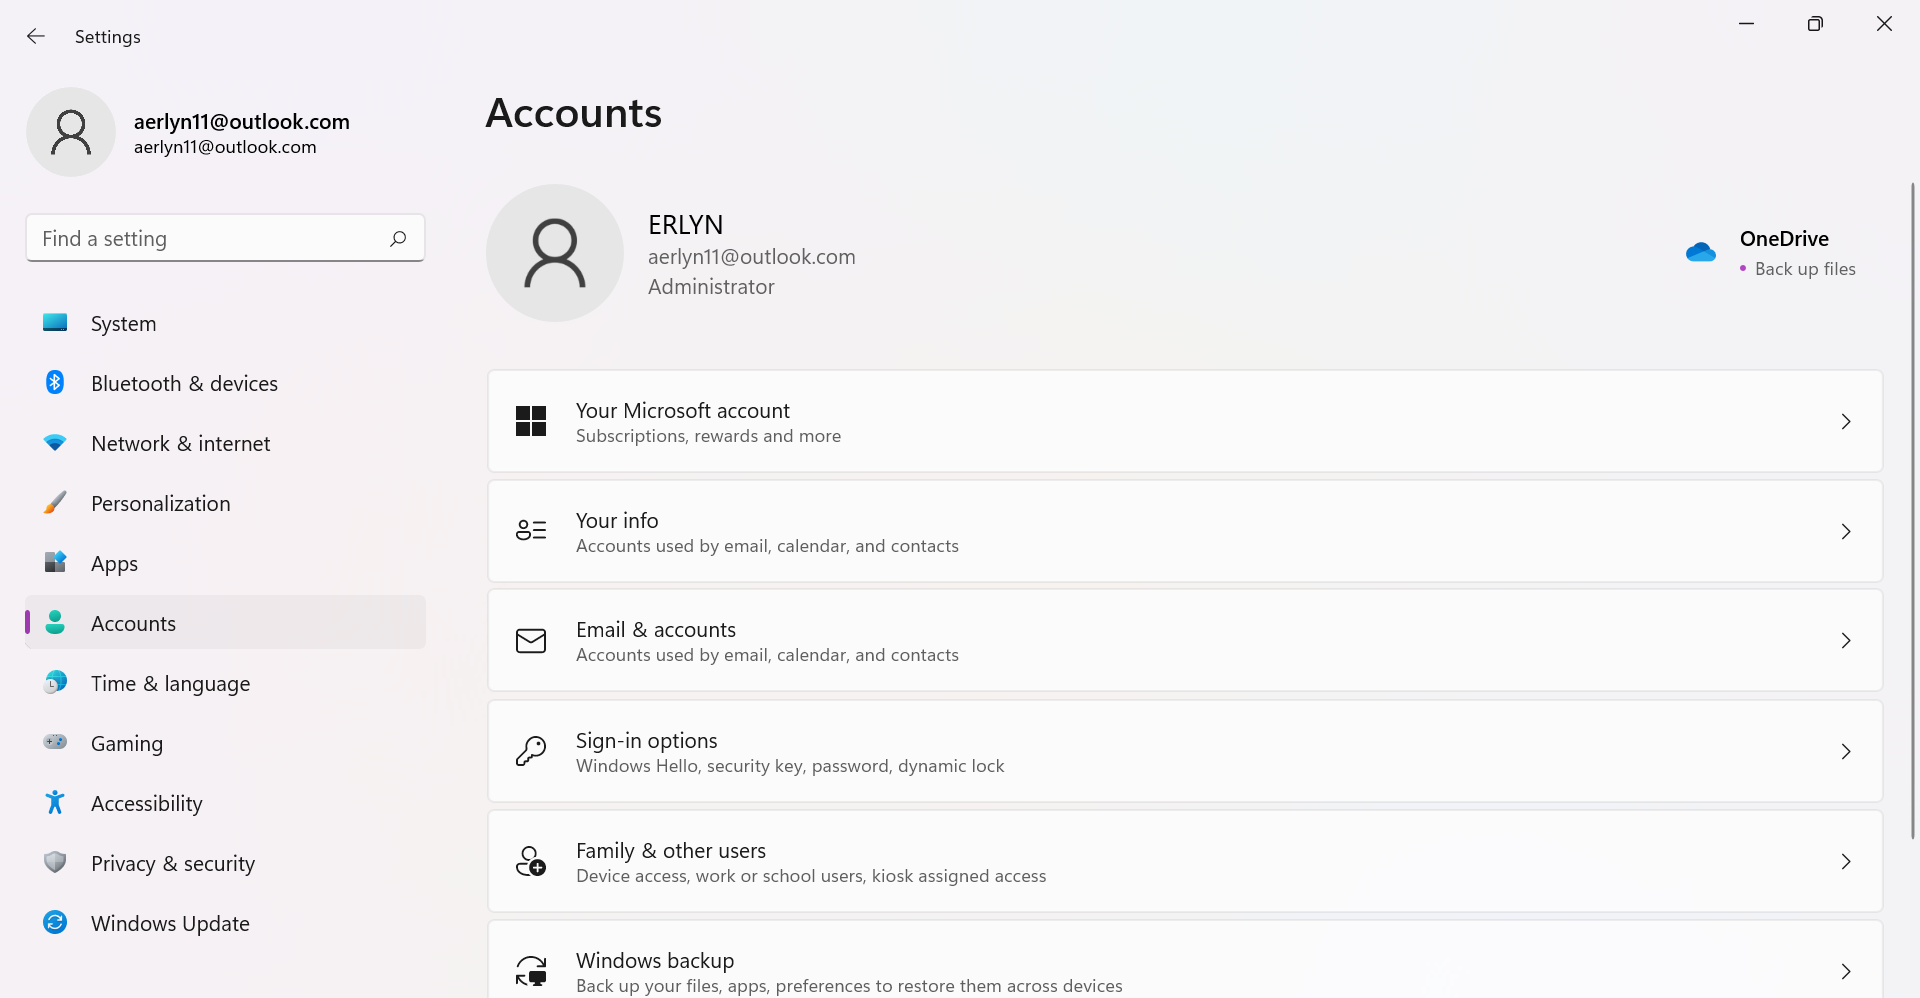 Settings
aerlyn11@outlook.com
aerlyn11@outlook.com
Find a setting
System
Bluetooth & devices
Network & internet
Personalization
Apps
Accounts
Time & language
Gaming
Accessibility
Privacy & security
Windows Update
Accounts
ERLYN
aerlyn11@outlook.com
Administrator
OneDrive
Back up files
Your Microsoft account
Subscriptions, rewards and more
Your info
Accounts used by email, calendar, and contacts
Email & accounts
Accounts used by email, calendar, and contacts
Sign-in options
Windows Hello, security key, password, dynamic lock
Family & other users
Device access, work or school users, kiosk assigned access
Windows backup
Back up your files, apps, preferences to restore them across devices